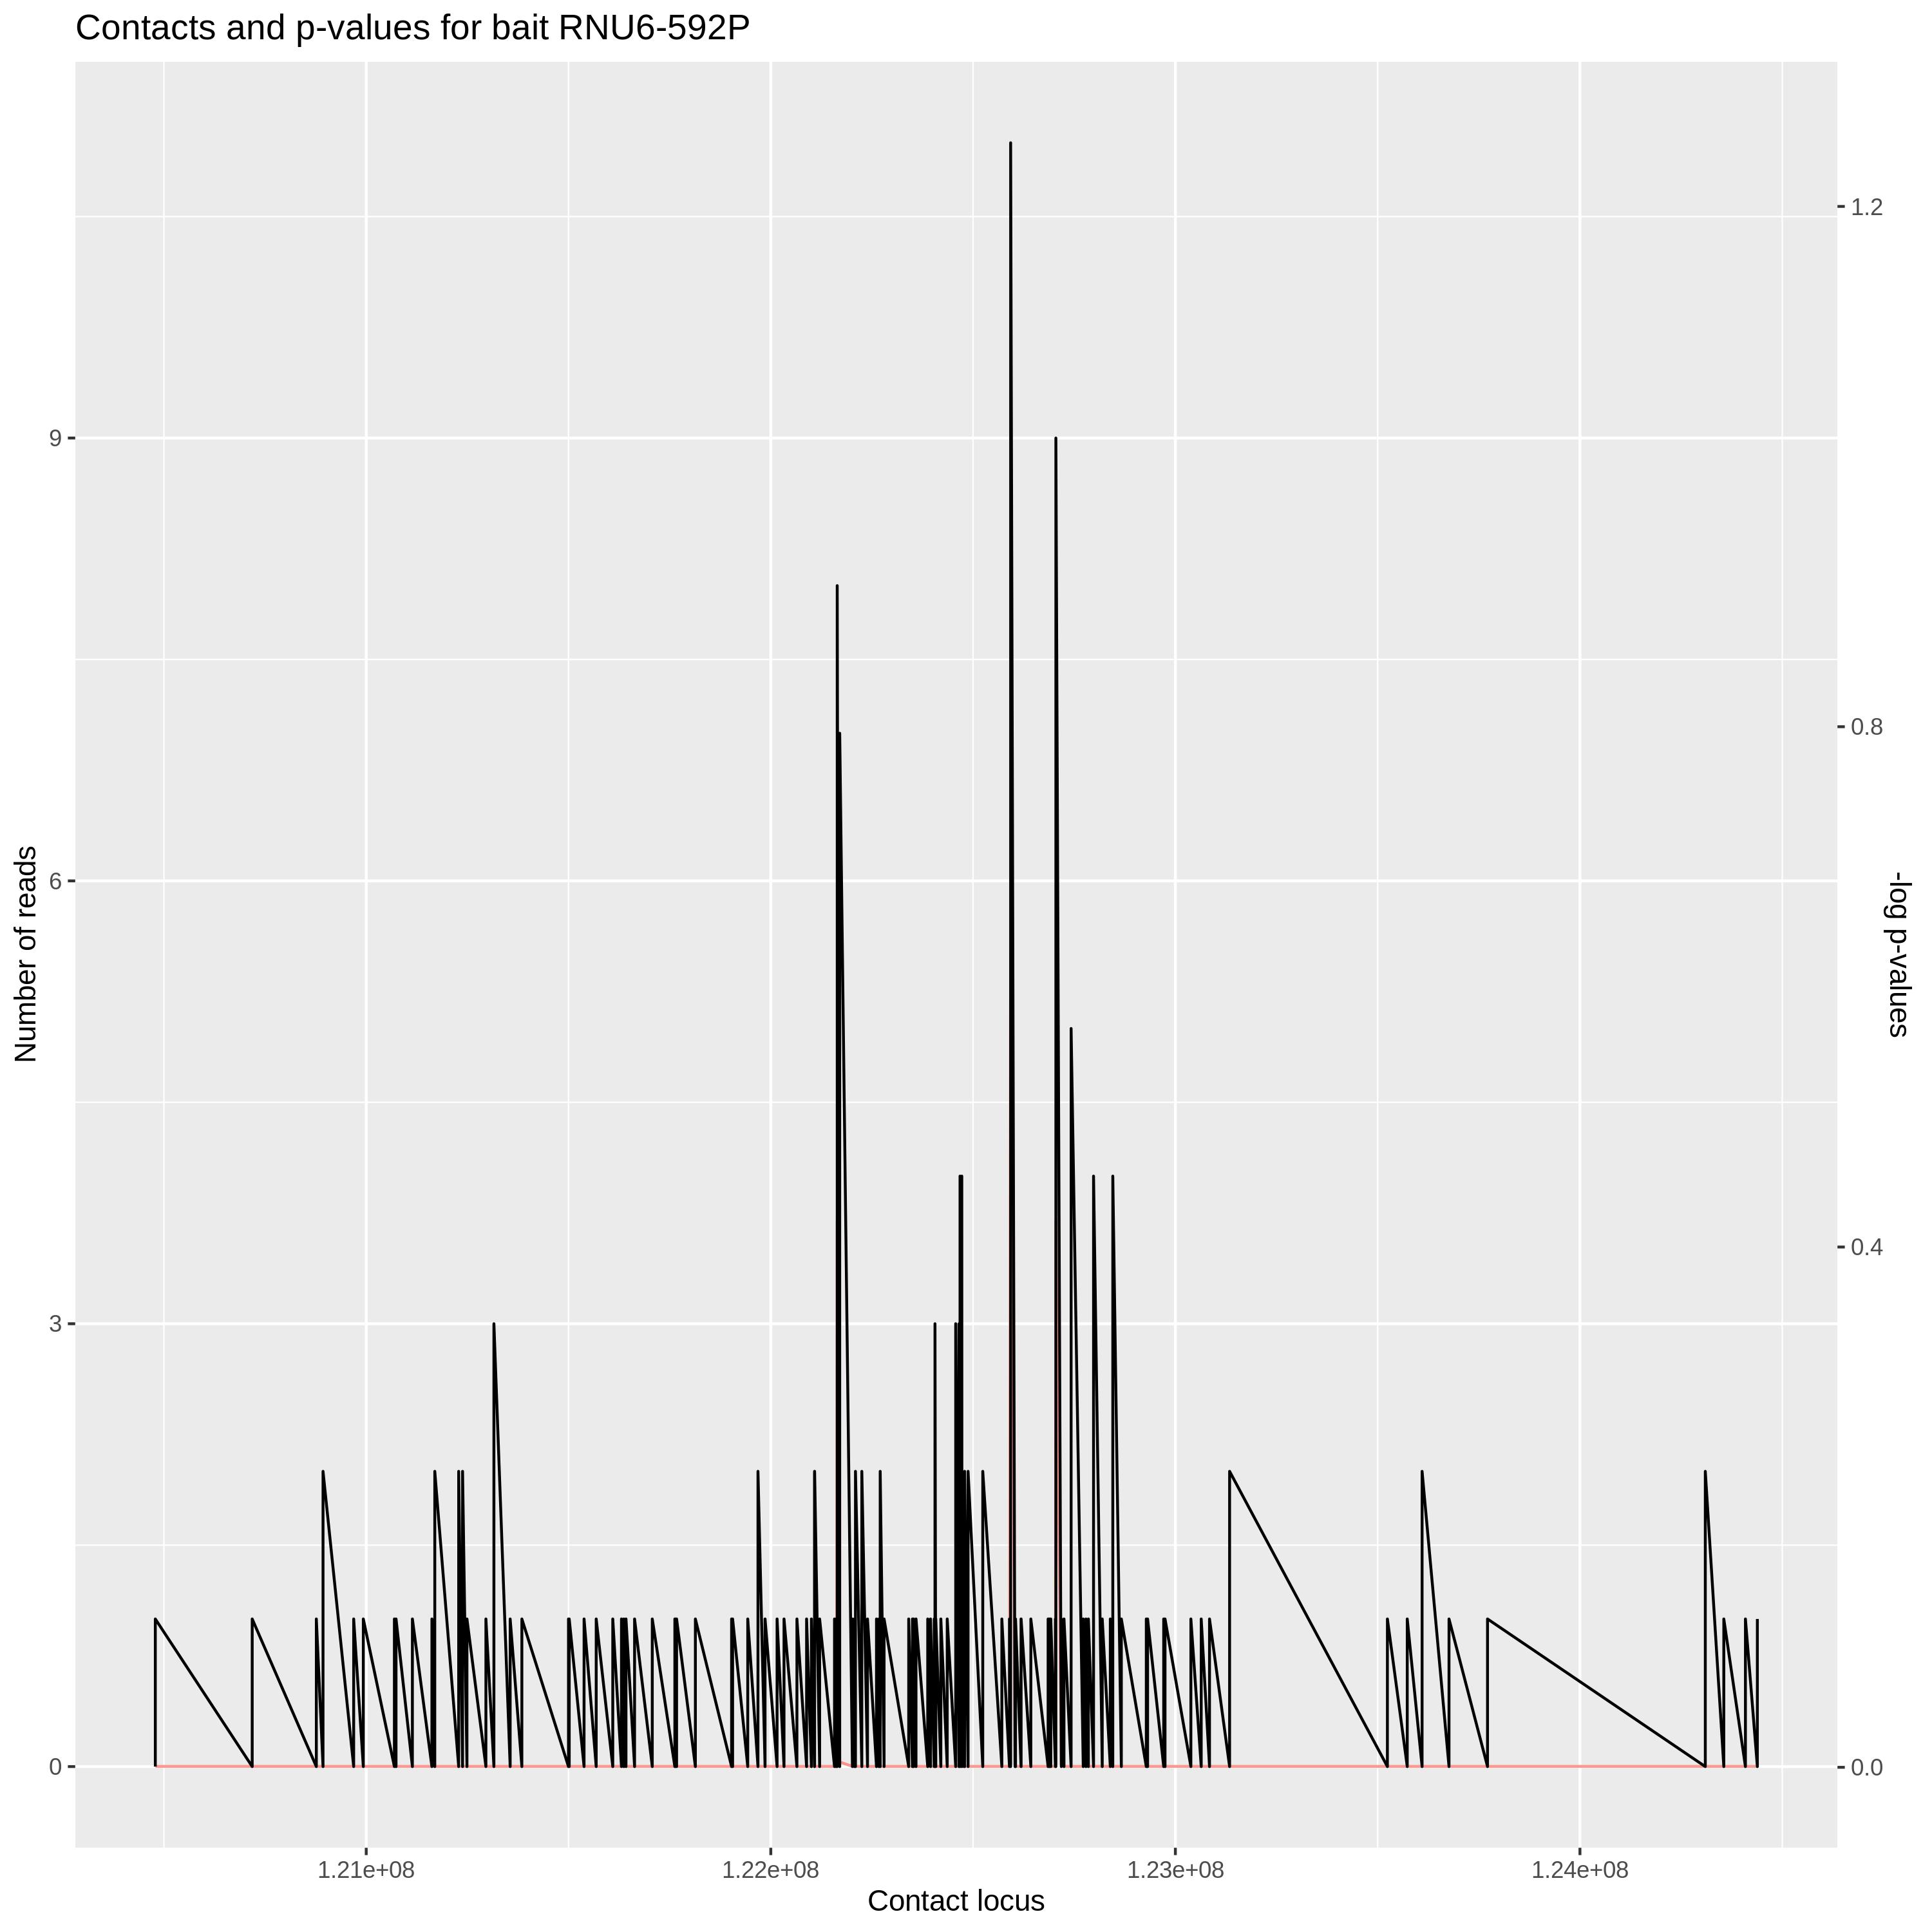 Contacts and p-values for bait RNU6-592P
9
6
3
0
Number of reads
1.2
0.8
0.4
0.0
-log p-values
1.21e+08
1.22e+08
1.23e+08
1.24e+08
Contact locus